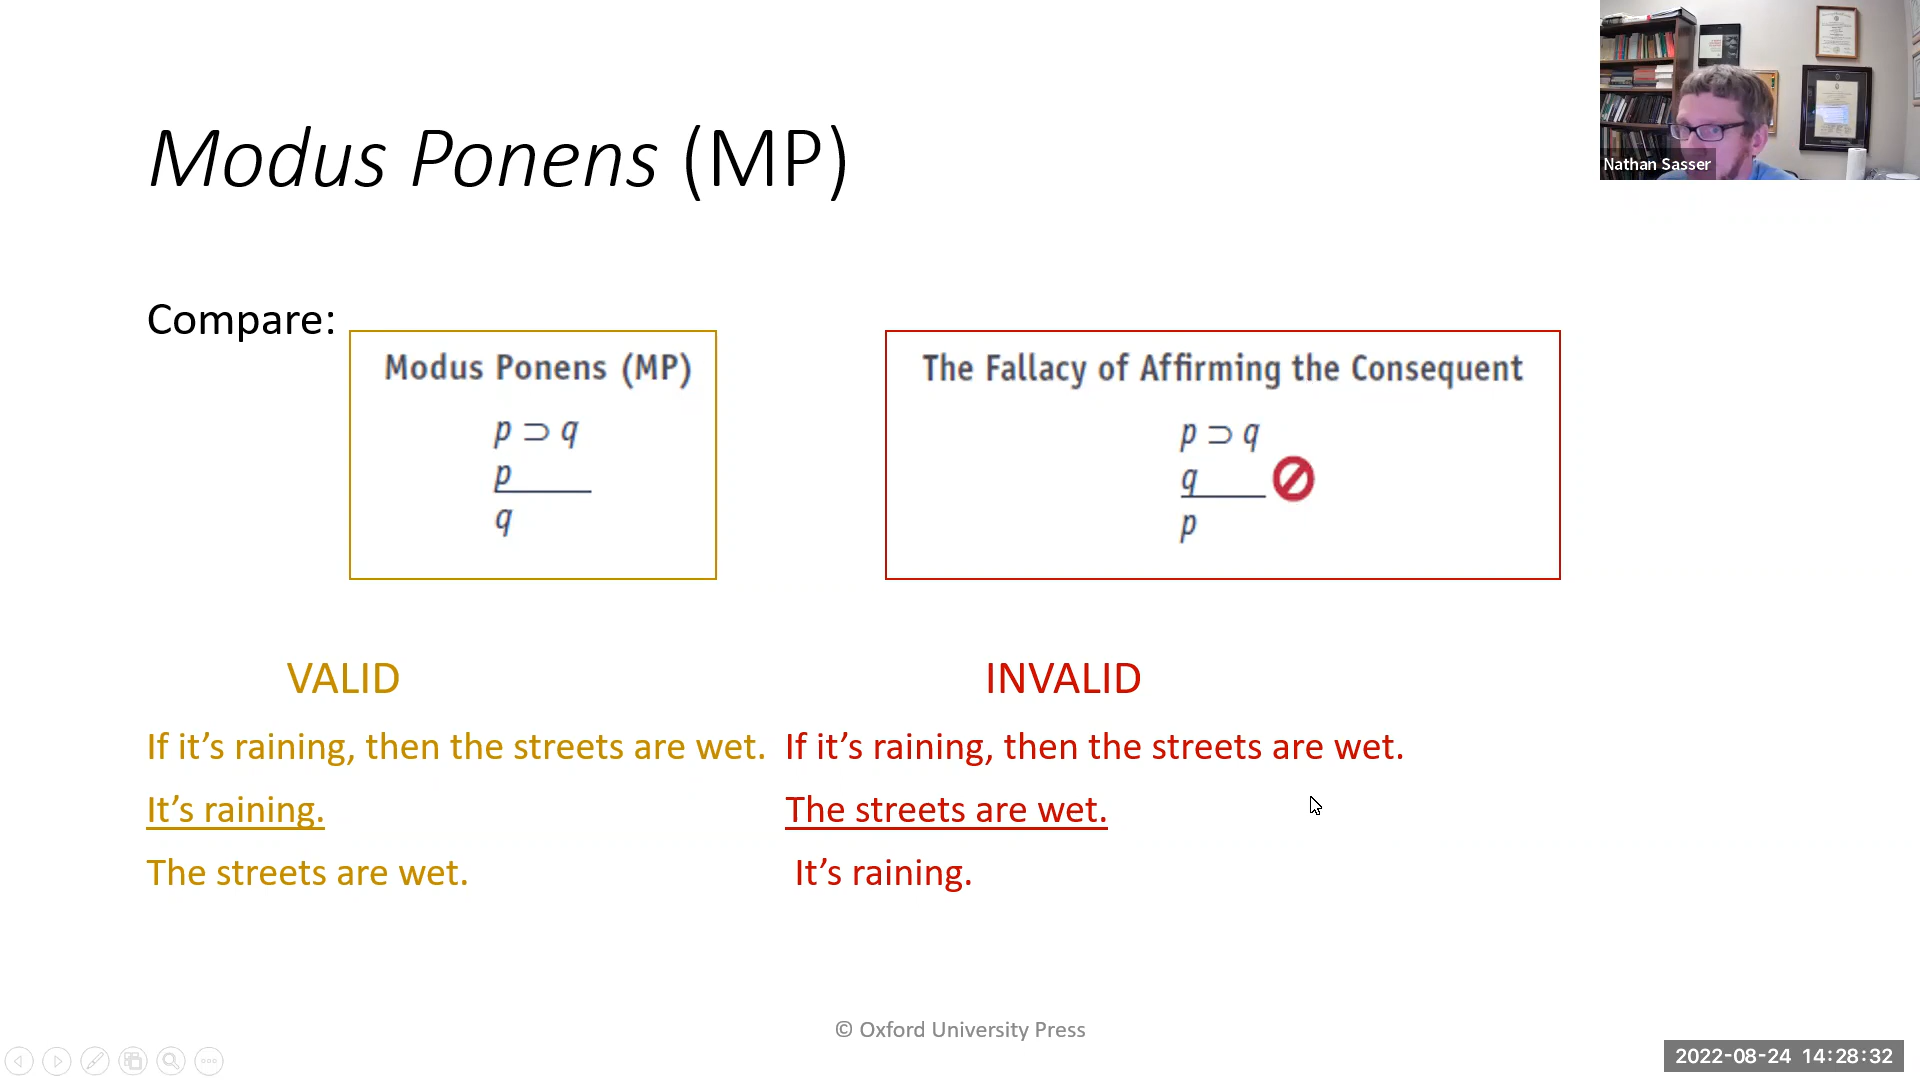 Nathan Sasser
Modus Ponens (MP)
Compare:
Modus Ponens (MP)
p ⊃ q
p
q
The Fallacy of Affirming the Consequent
p ⊃ q
q
p
VALID
If it’s raining, then the streets are wet.
It’s raining.
The streets are wet.
INVALID
If it’s raining, then the streets are wet.
The streets are wet.
It’s raining.
© Oxford University Press
2022-08-24 14:28:32